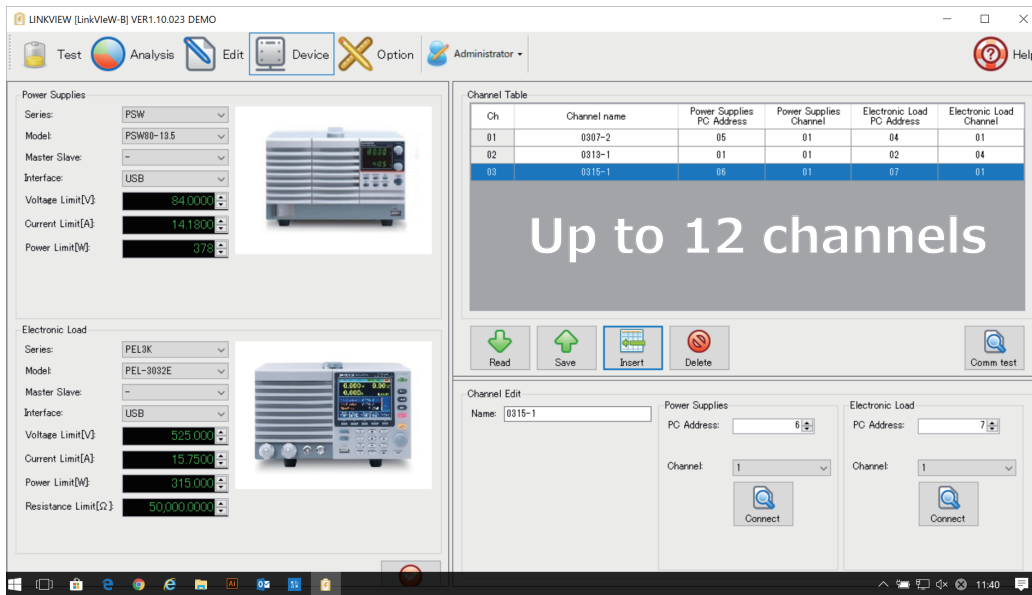 LINKVIEW [LinkVIeW-B] VER1.10.023 DEMO
Test Analysis Edit Device Option Administrator Help
Power Supplies
Series: PSW
Model: PSW80-13.5
Master Slave: -
Interface: USB
Voltage Limit[V]: 84.0000
Current Limit[A]: 14.1800
Power Limit[W]: 378
Electronic Load
Series: PEL3K
Model: PEL-3032E
Master Slave: -
Interface: USB
Voltage Limit[V]: 525.000
Current Limit[A]: 15.7500
Power Limit[W]: 315.000
Resistance Limit[Ω]: 50,000.0000
Channel Table
Ch Channel name Power Supplies PC Address Power Supplies Channel Electronic Load PC Address Electronic Load Channel
01 0307-2 05 01 04 01
02 0313-1 01 01 02 04
03 0315-1 06 01 07 01
Up to 12 channels
Read Save Insert Delete Comm test
Channel Edit
Name: 0315-1
Power Supplies
PC Address: 6
Channel: 1
Connect
Electronic Load
PC Address: 7
Channel: 1
Connect
11:40